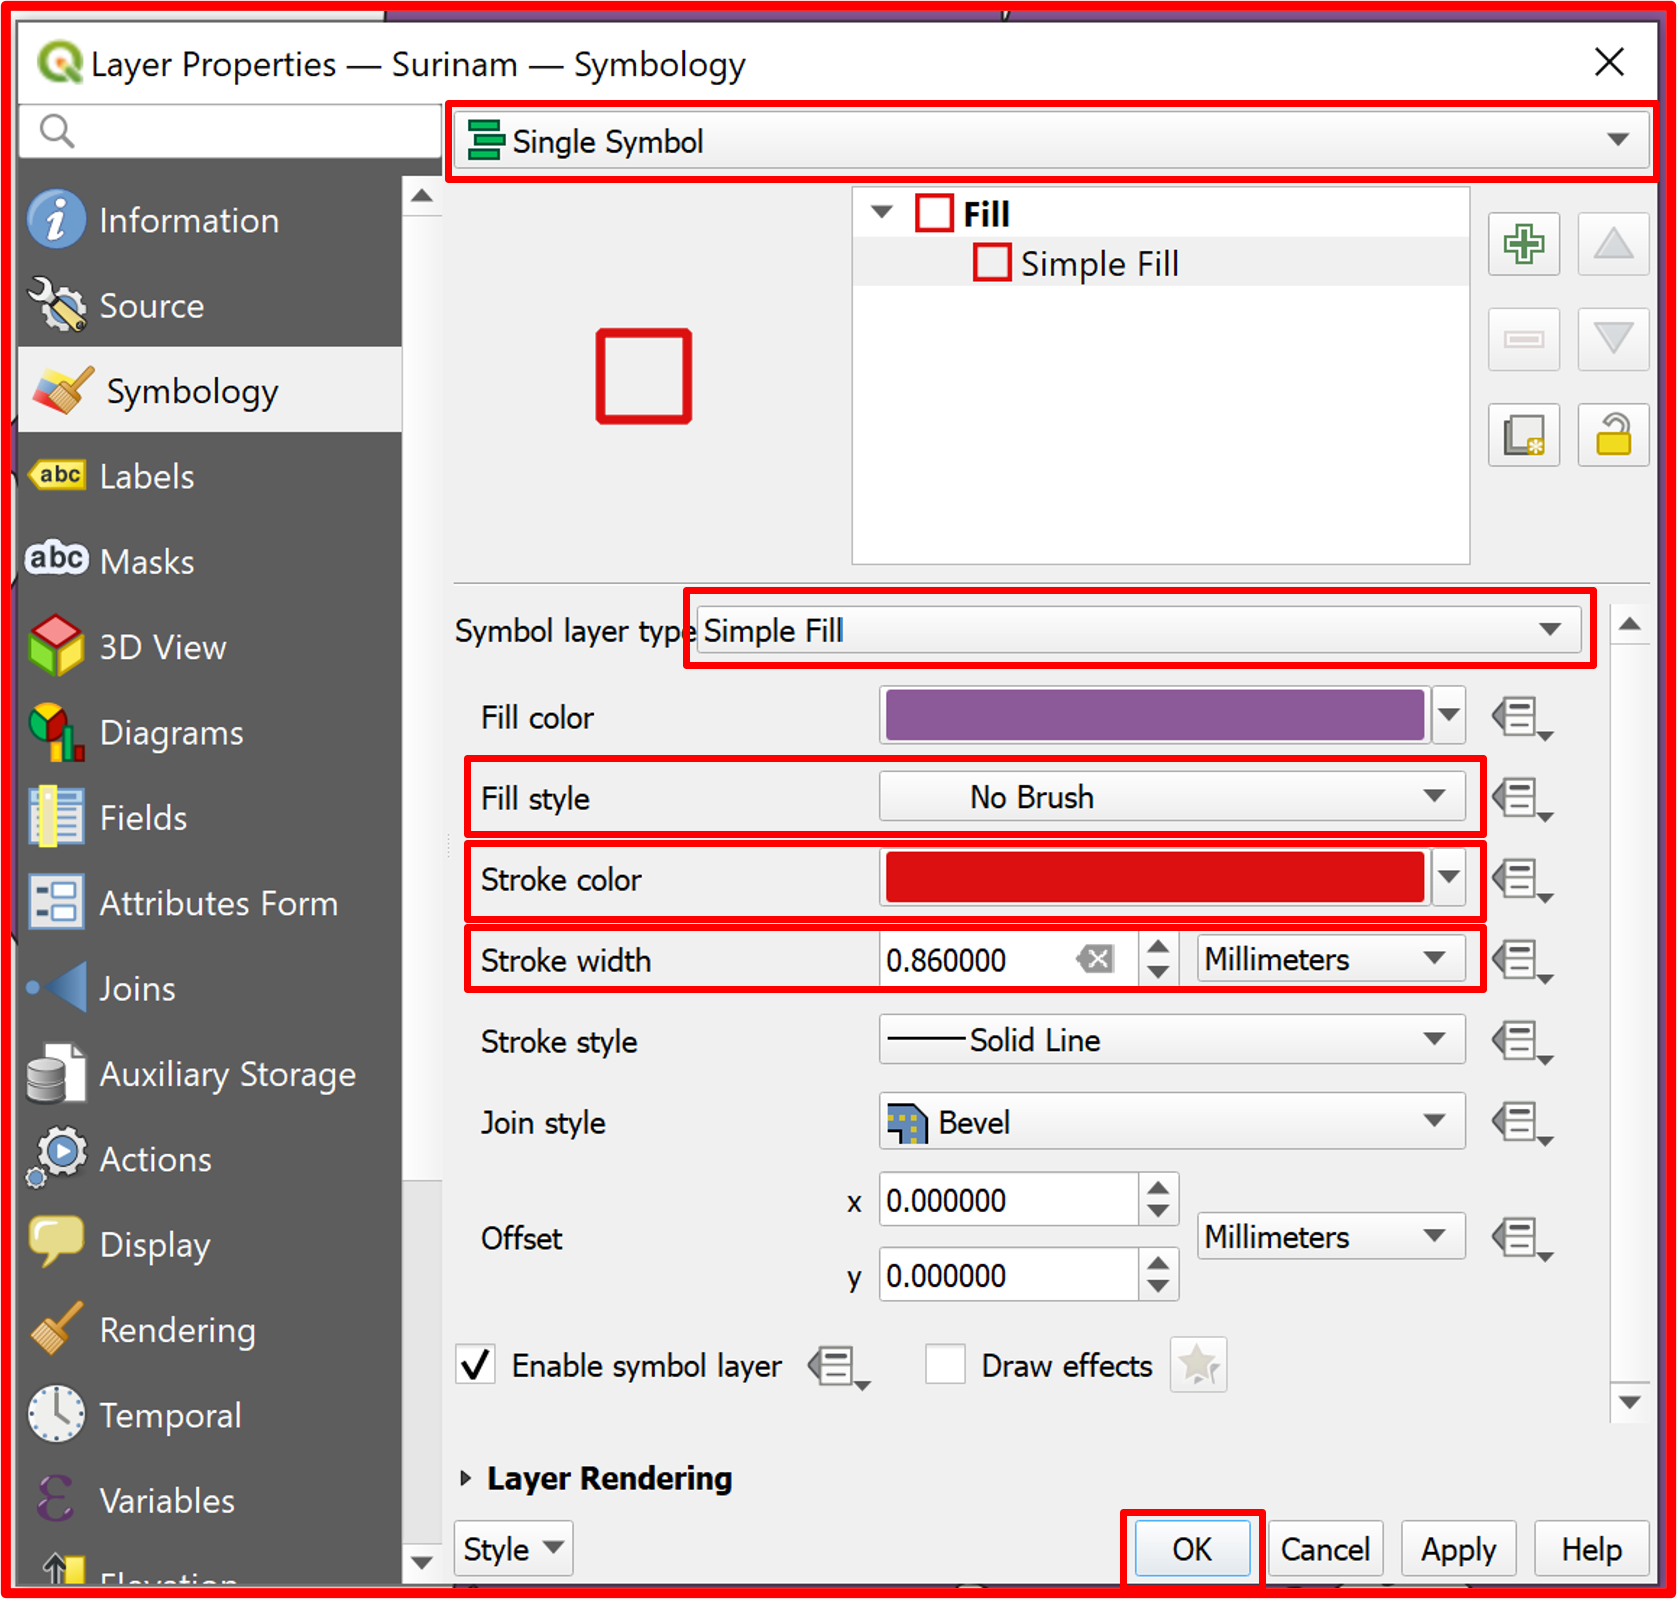 Layer Properties — Surinam — Symbology
Single Symbol
Information
Source
Symbology
Labels
Masks
3D View
Diagrams
Fields
Attributes Form
Joins
Auxiliary Storage
Actions
Display
Rendering
Temporal
Variables
Elevation
Fill
Simple Fill
Symbol layer type Simple Fill
Fill color
Fill style No Brush
Stroke color
Stroke width 0.860000 Millimeters
Stroke style Solid Line
Join style Bevel
Offset x 0.000000 Millimeters
y 0.000000
Enable symbol layer Draw effects
Layer Rendering
Style OK Cancel Apply Help
abc
abc